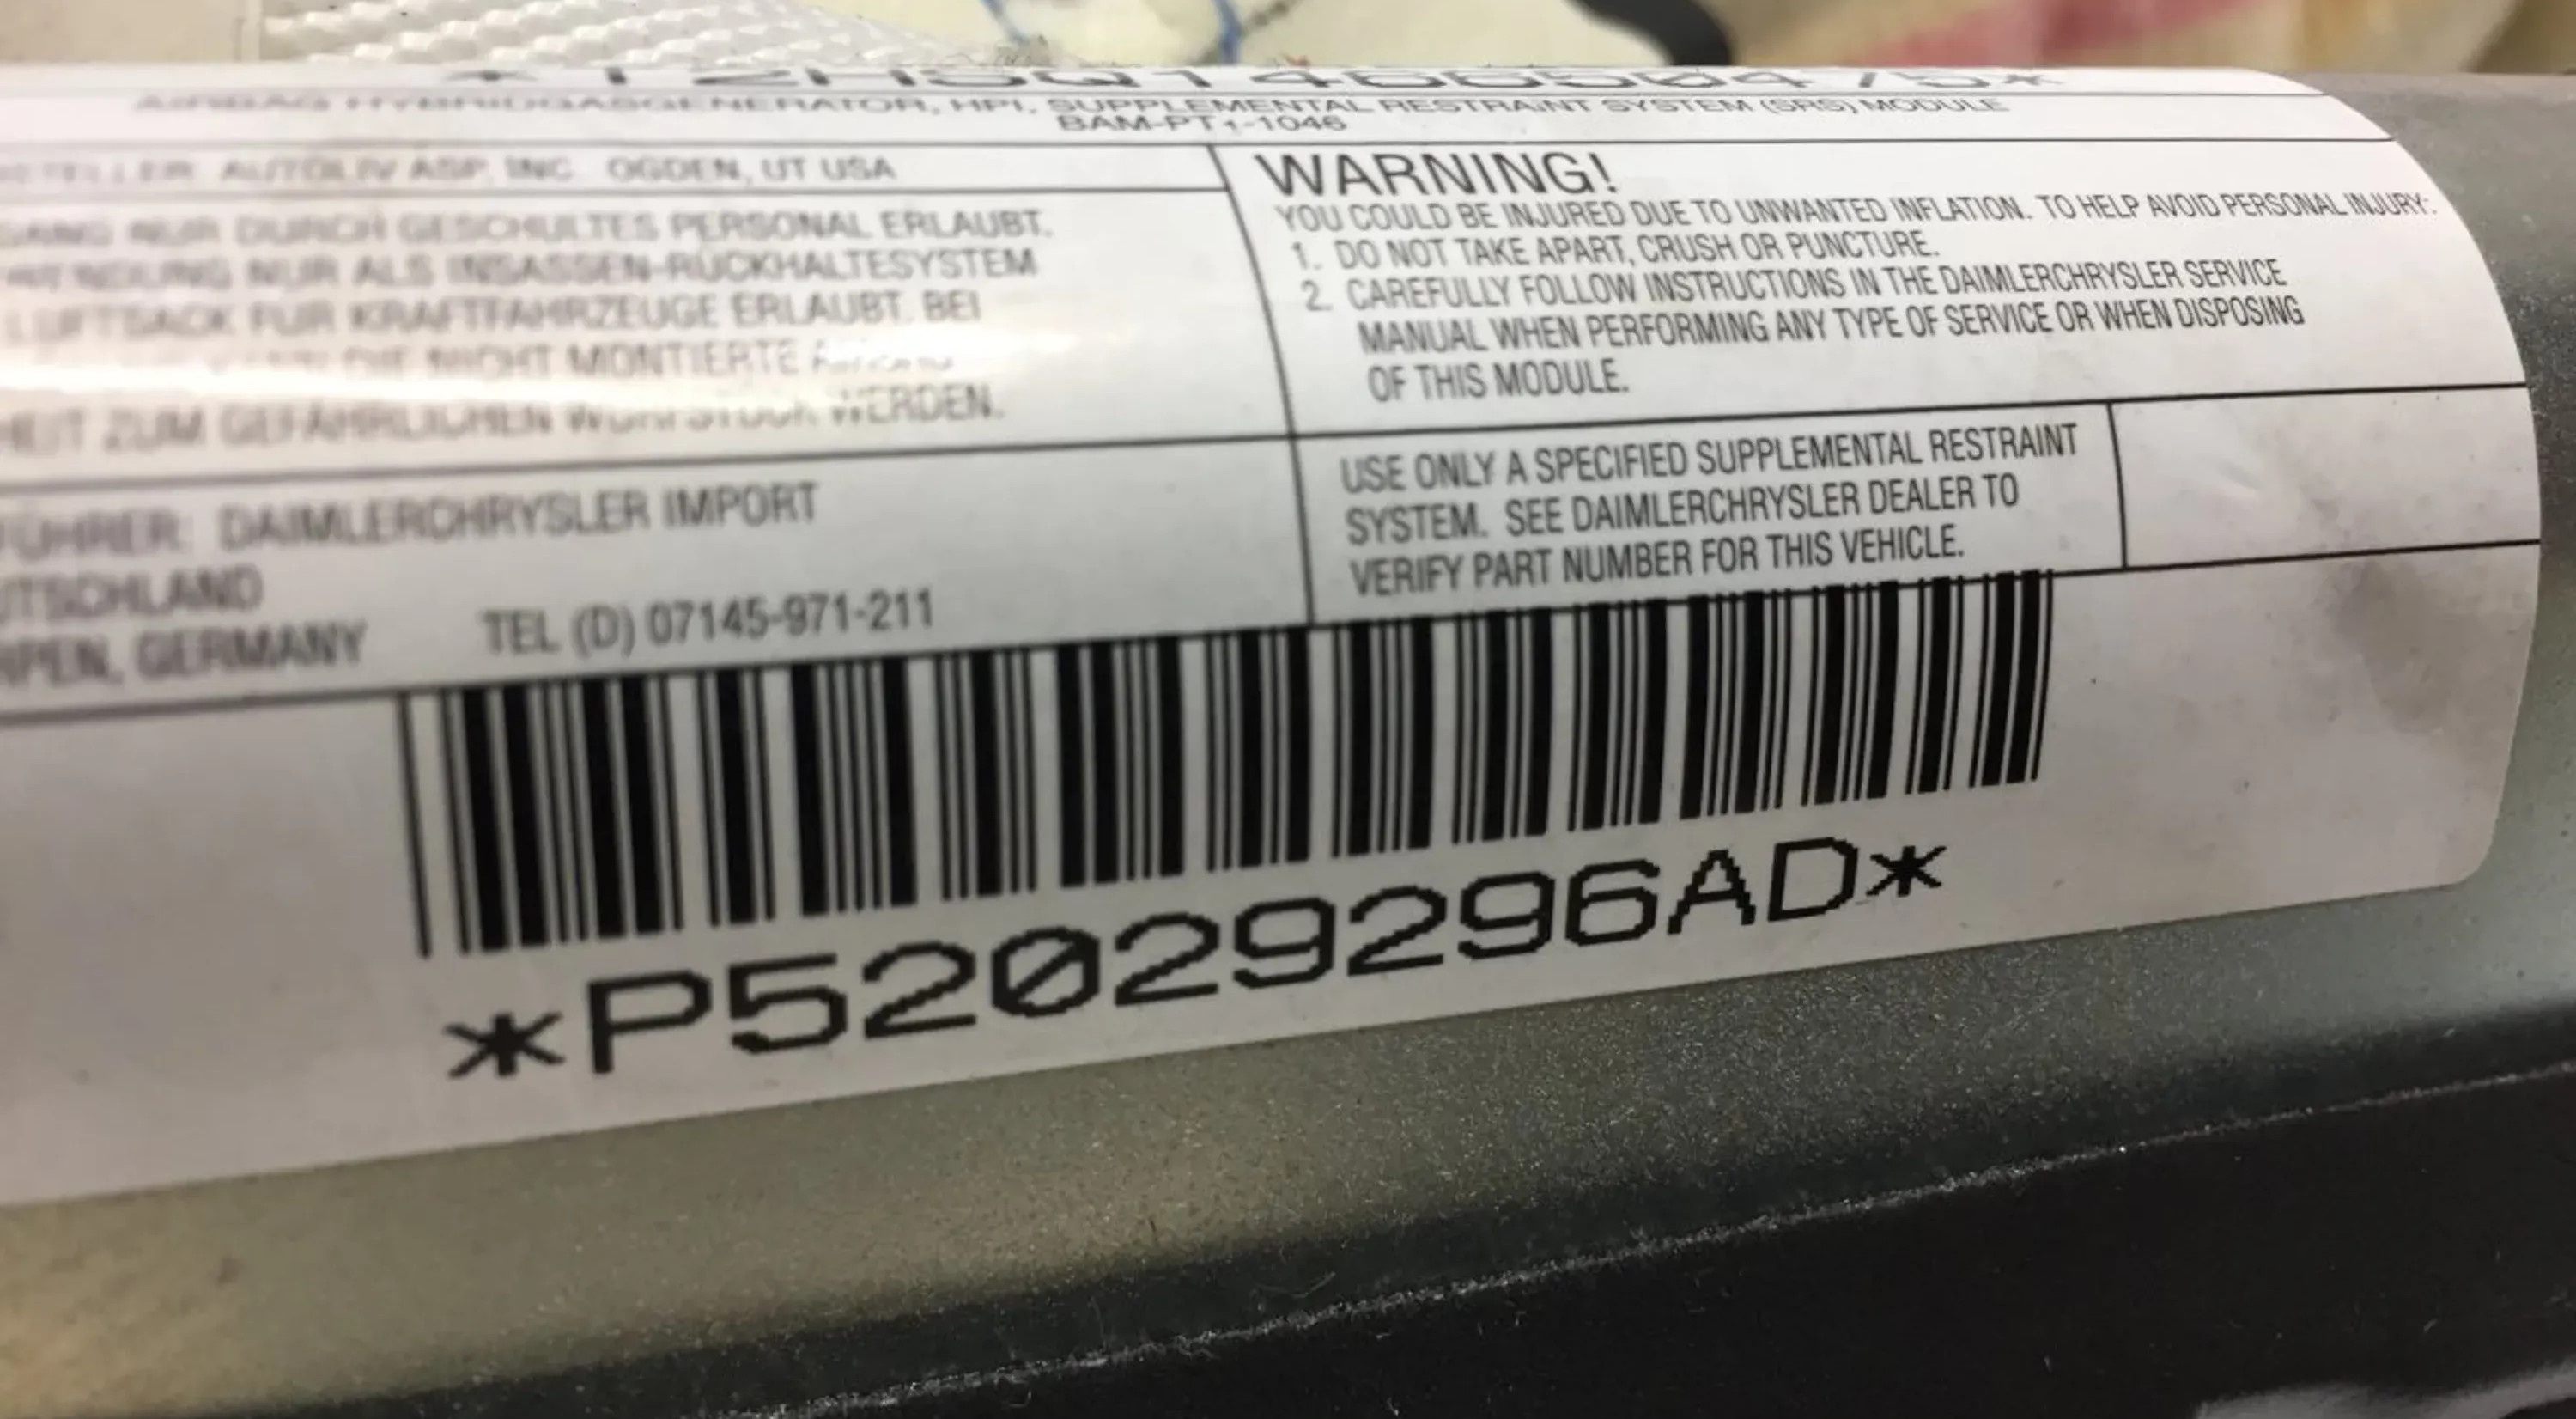 AIRBAG HYBRIDGASGENERATOR, HPI, SUPPLEMENTAL RESTRAINT SYSTEM (SRS) MODULE
BAM-PT1-1046
AUTOLIV ASP, INC. OGDEN, UT USA
NUR DURCH GESCHULTES PERSONAL ERLAUBT.
NUR ALS INSASSEN-RÜCKHALTESYSTEM
LUFTSACK FÜR KRAFTFAHRZEUGE ERLAUBT. BEI
DIE NICHT MONTIERTE
ZUM GEFÄHRLICHEN WERDEN.
DAIMLERCHRYSLER IMPORT
GERMANY TEL (D) 07145-971-211
WARNING!
YOU COULD BE INJURED DUE TO UNWANTED INFLATION. TO HELP AVOID PERSONAL INJURY:
1. DO NOT TAKE APART, CRUSH OR PUNCTURE.
2. CAREFULLY FOLLOW INSTRUCTIONS IN THE DAIMLERCHRYSLER SERVICE
MANUAL WHEN PERFORMING ANY TYPE OF SERVICE OR WHEN DISPOSING
OF THIS MODULE.
USE ONLY A SPECIFIED SUPPLEMENTAL RESTRAINT
SYSTEM. SEE DAIMLERCHRYSLER DEALER TO
VERIFY PART NUMBER FOR THIS VEHICLE.
*P52029296AD*